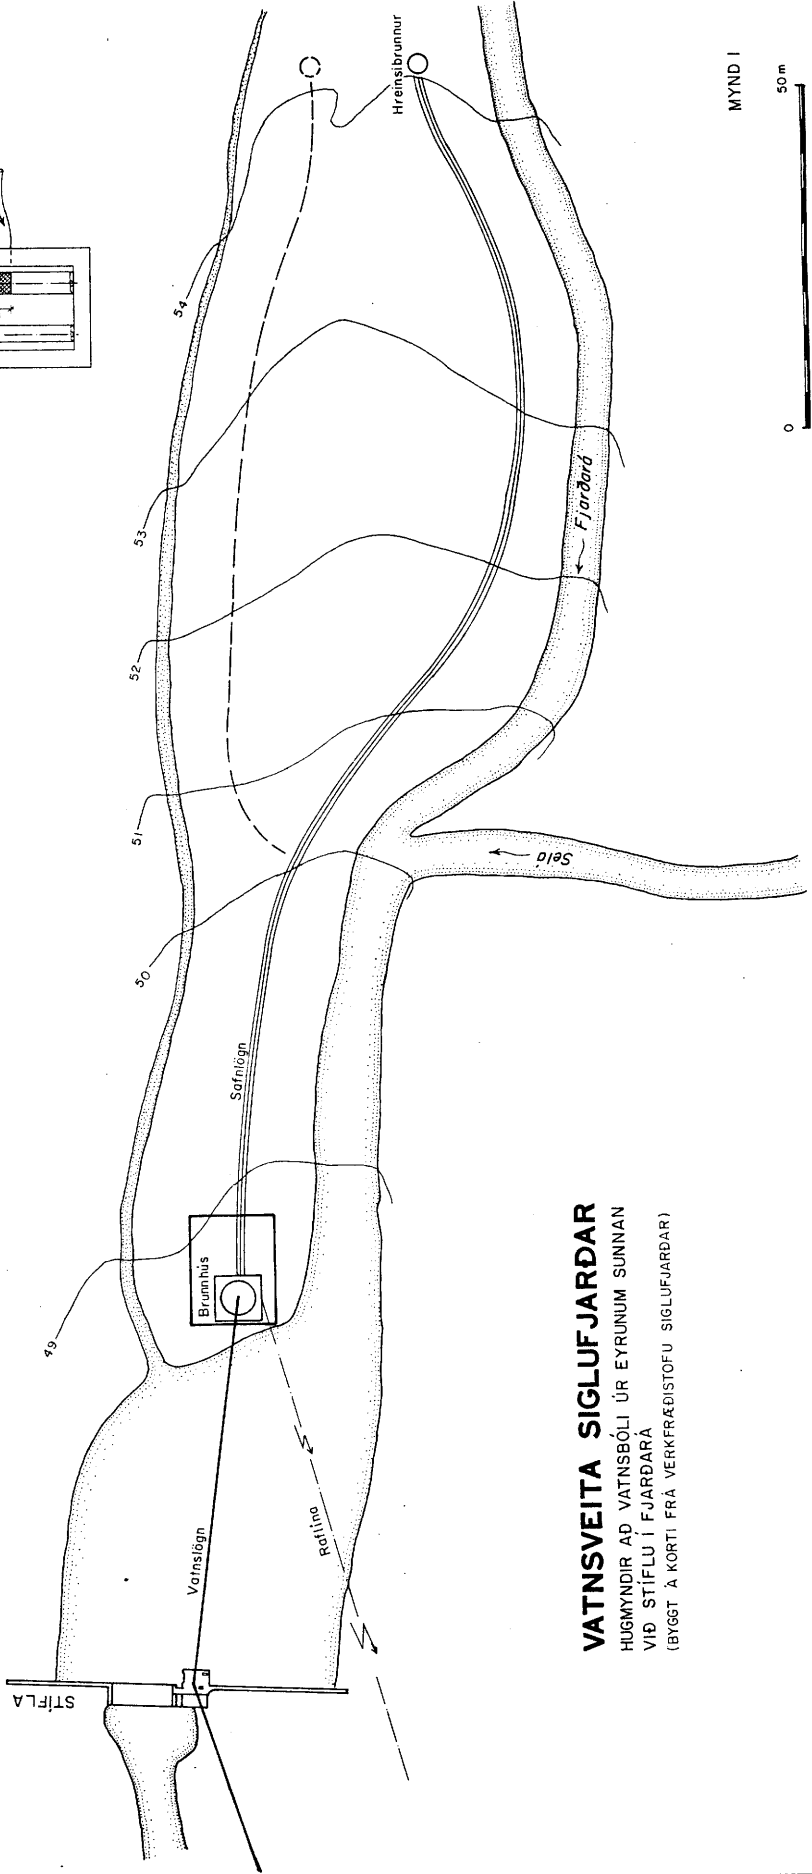 VATNSVEITA SIGLUFJARÐAR
HUGMYNDIR AÐ VATNSBÓLI ÚR EYRUNUM SUNNAN
VIÐ STÍFLU Í FJARÐARÁ
(BYGGT Á KORTI FRÁ VERKFRÆÐISTOFU SIGLUFJARÐAR)
MYND 1
0
50 m
STÍFLA
Vatnslögn
Raflína
Brunnhús
Safnlögn
Hreinsibrunnur
Fjarðará
Selá
49
50
51
52
53
54